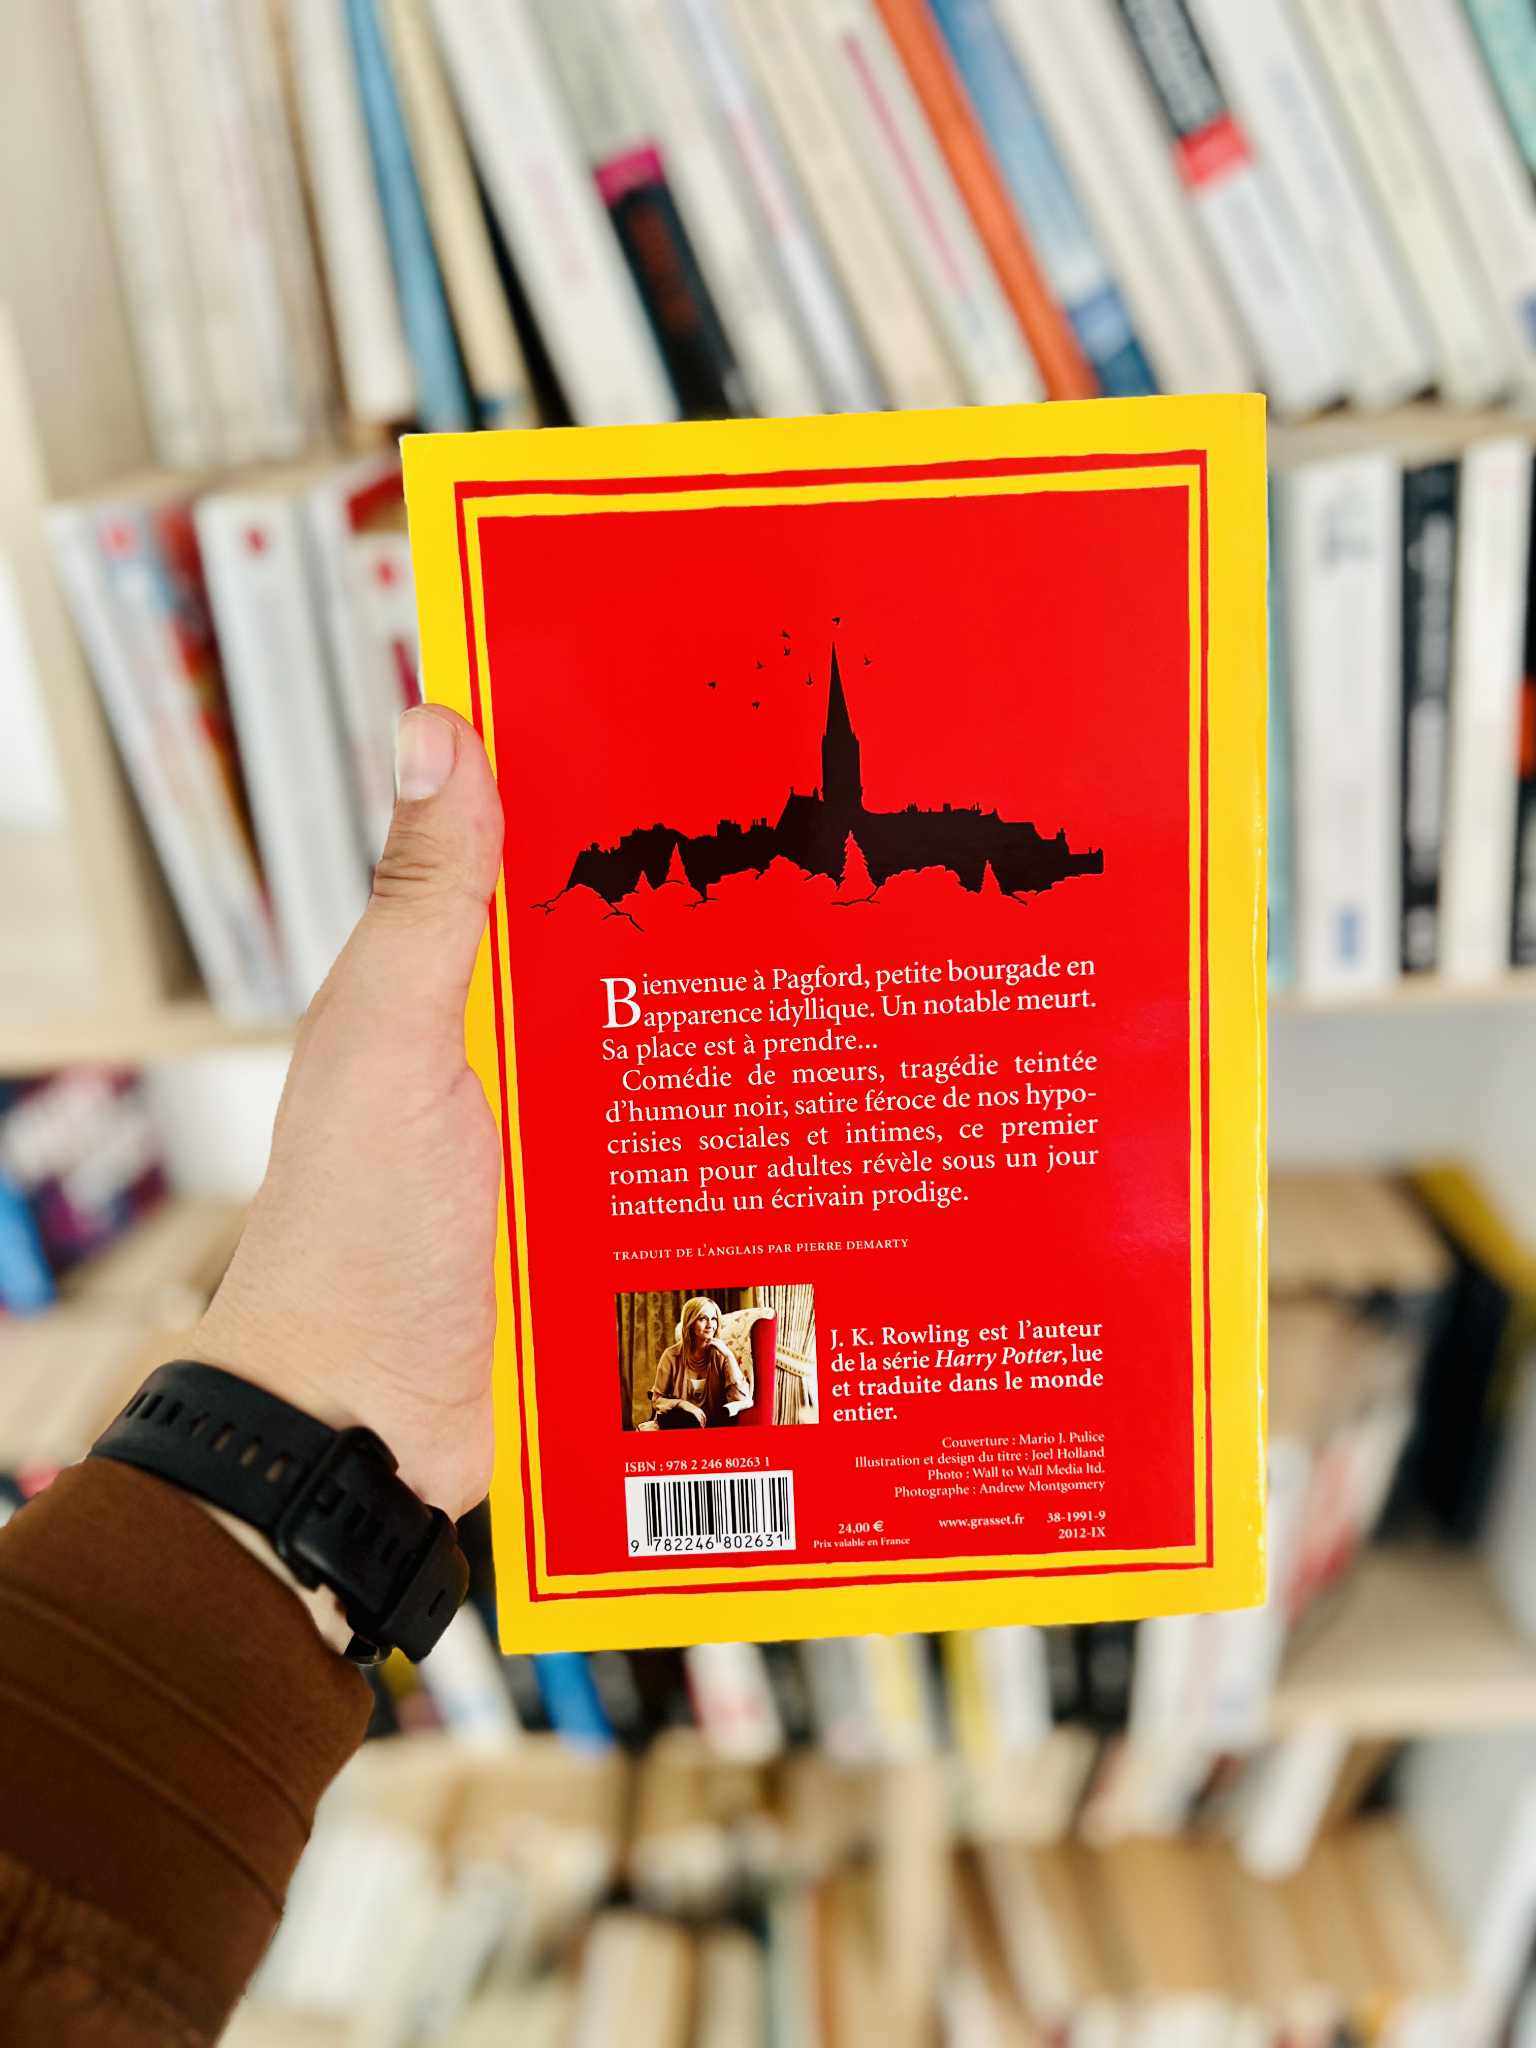 Bienvenue à Pagford, petite bourgade en
apparence idyllique. Un notable meurt.
Sa place est à prendre...
Comédie de mœurs, tragédie teintée
d'humour noir, satire féroce de nos hypo-
crisies sociales et intimes, ce premier
roman pour adultes révèle sous un jour
inattendu un écrivain prodige.
TRADUIT DE L'ANGLAIS PAR PIERRE DEMARTY
J. K. Rowling est l'auteur
de la série Harry Potter, lue
et traduite dans le monde
entier.
Couverture : Mario J. Pulice
Illustration et design du titre : Joel Holland
Photo : Wall to Wall Media ltd.
Photographe : Andrew Montgomery
ISBN : 978 2 246 80263 1
9 782246 802631
24,00 €
Prix valable en France
www.grasset.fr
38-1991-9
2012-IX